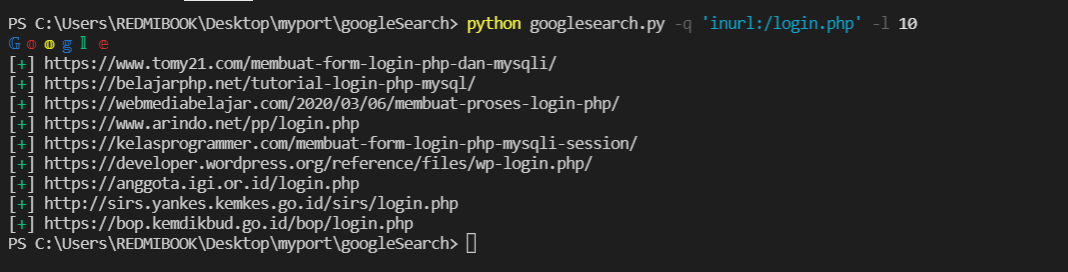 PS C:\Users\REDMIBOOK\Desktop\myport\googleSearch> python googlesearch.py -q 'inurl:/login.php' -l 10
G o o g l e
[+] https://www.tomy21.com/membuat-form-login-php-dan-mysqli/
[+] https://belajarphp.net/tutorial-login-php-mysql/
[+] https://webmediabelajar.com/2020/03/06/membuat-proses-login-php/
[+] https://www.arindo.net/pp/login.php
[+] https://kelasprogrammer.com/membuat-form-login-php-mysqli-session/
[+] https://developer.wordpress.org/reference/files/wp-login.php/
[+] https://anggota.igi.or.id/login.php
[+] http://sirs.yankes.kemkes.go.id/sirs/login.php
[+] https://bop.kemdikbud.go.id/bop/login.php
PS C:\Users\REDMIBOOK\Desktop\myport\googleSearch>